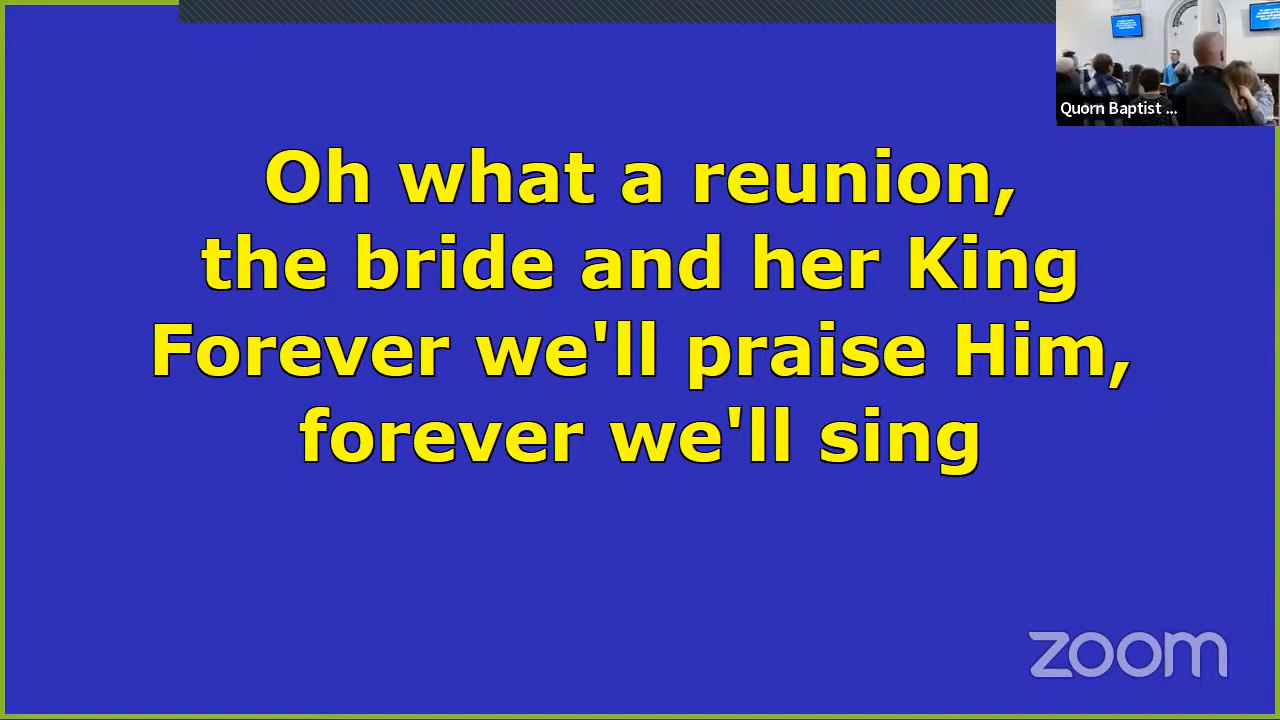 Quorn Baptist ...
Oh what a reunion,
the bride and her King
Forever we'll praise Him,
forever we'll sing
zoom